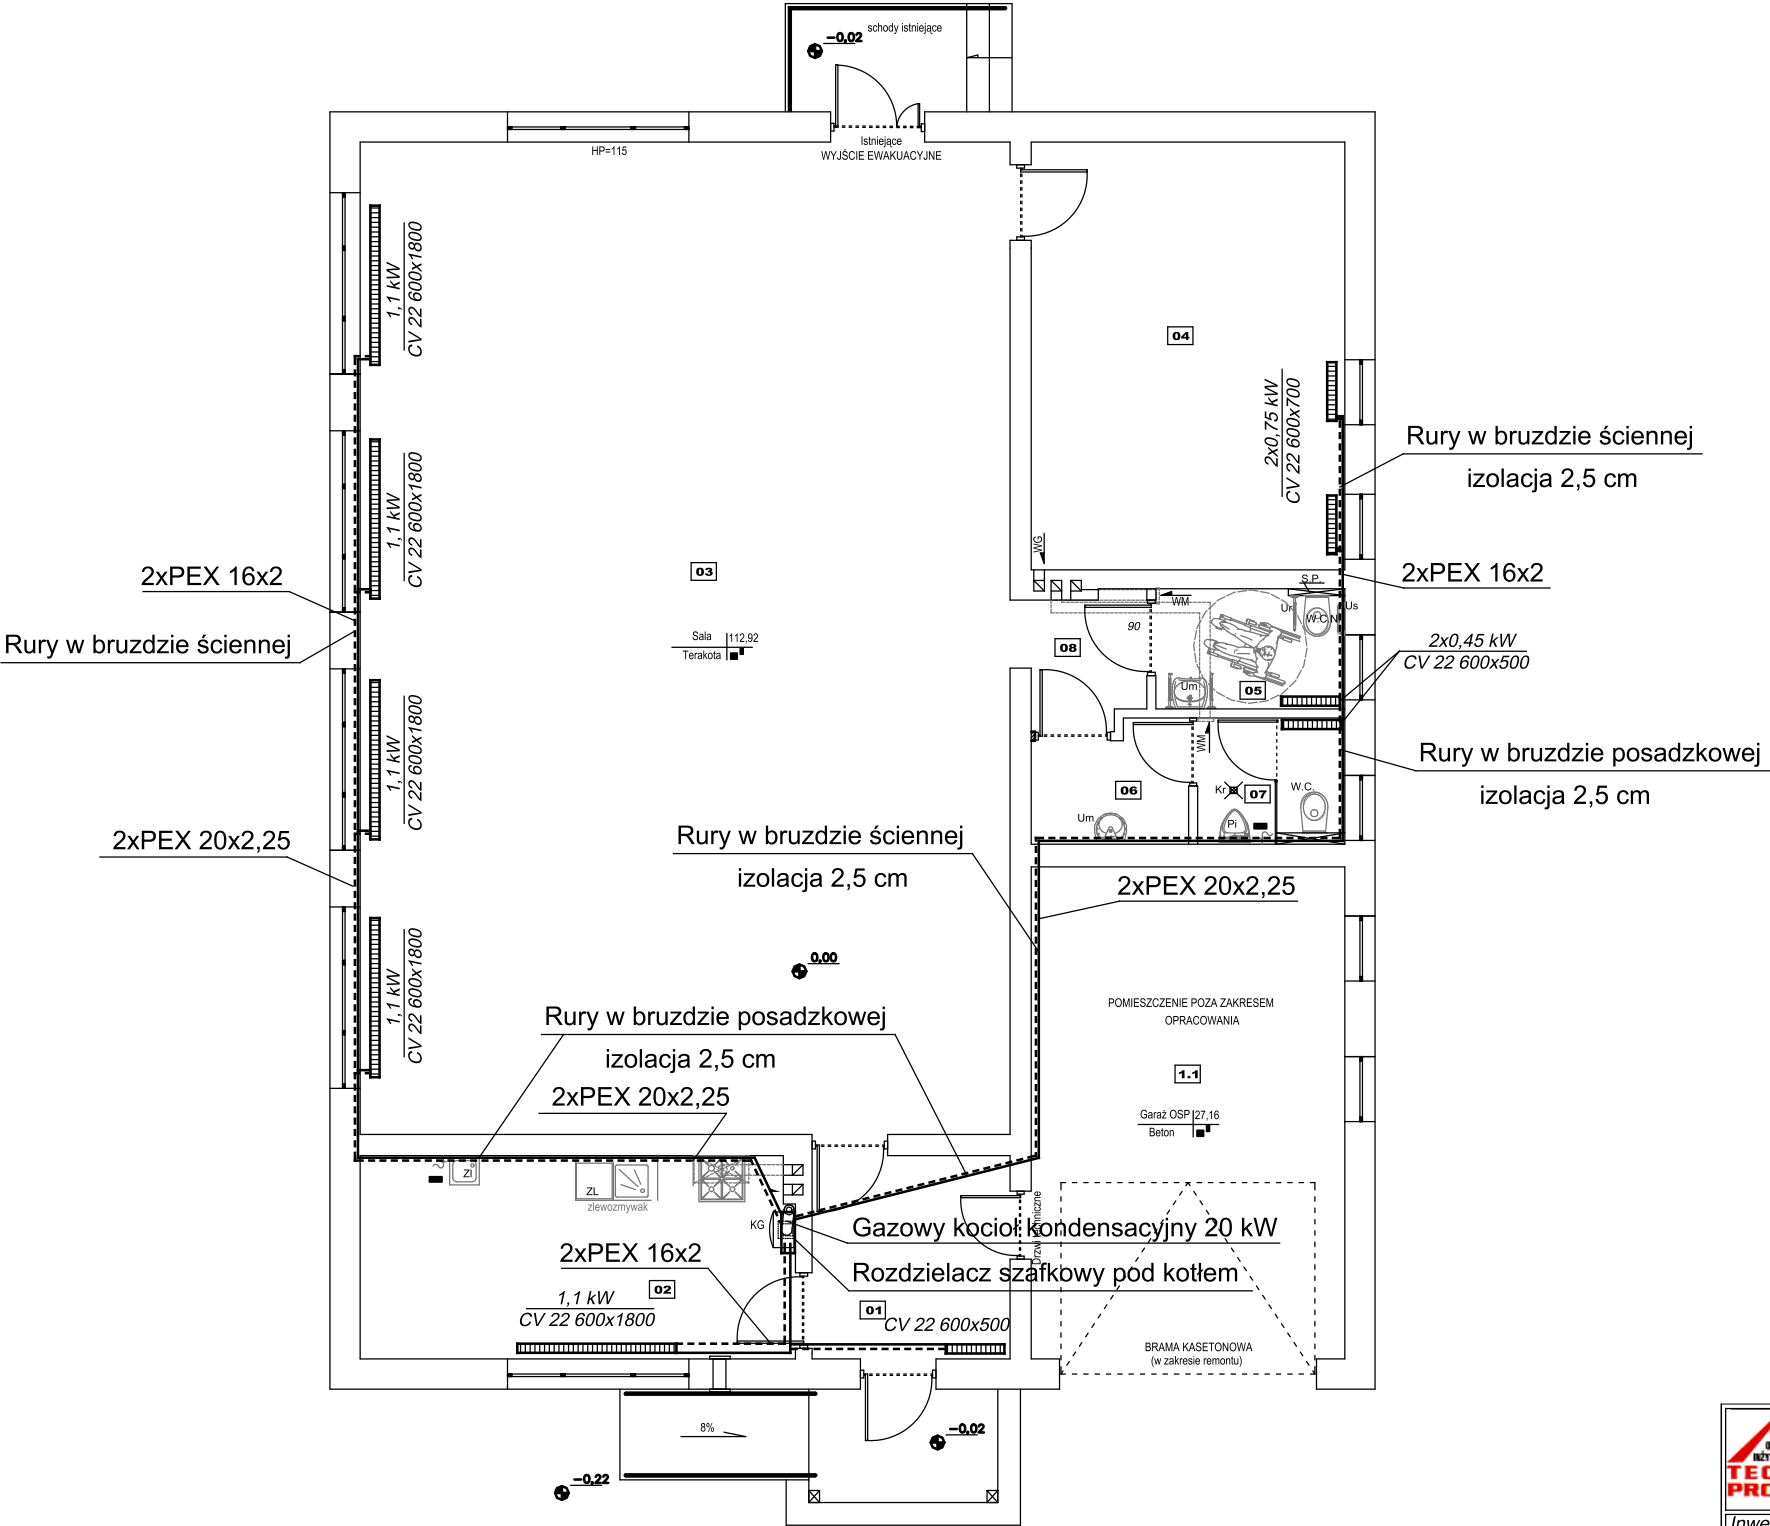 schody istniejące
-0,02
Istniejące
WYJŚCIE EWAKUACYJNE
HP=115
1,1 kW
CV 22 600x1800
04
2x0,75 kW
CV 22 600x700
Rury w bruzdzie ściennej
izolacja 2,5 cm
1,1 kW
CV 22 600x1800
WG
03
2xPEX 16x2
2xPEX 16x2
S.P.
WM
Ur
W.C.N
Us
90
Rury w bruzdzie ściennej
Sala 112,92
Terakota
08
2x0,45 kW
CV 22 600x500
Um
05
1,1 kW
CV 22 600x1800
WM
Rury w bruzdzie posadzkowej
izolacja 2,5 cm
06
Kr
07
W.C.
Um
Pi
2xPEX 20x2,25
Rury w bruzdzie ściennej
izolacja 2,5 cm
2xPEX 20x2,25
1,1 kW
CV 22 600x1800
0,00
POMIESZCZENIE POZA ZAKRESEM
OPRACOWANIA
Rury w bruzdzie posadzkowej
izolacja 2,5 cm
1.1
2xPEX 20x2,25
Garaż OSP 27,16
Beton
Zl
ZL
zlewozmywak
KG
Drzwi techniczne
Gazowy kocioł kondensacyjny 20 kW
2xPEX 16x2
Rozdzielacz szafkowy pod kotłem
02
1,1 kW
CV 22 600x1800
01
CV 22 600x500
BRAMA KASETONOWA
(w zakresie remontu)
8%
-0,02
-0,22